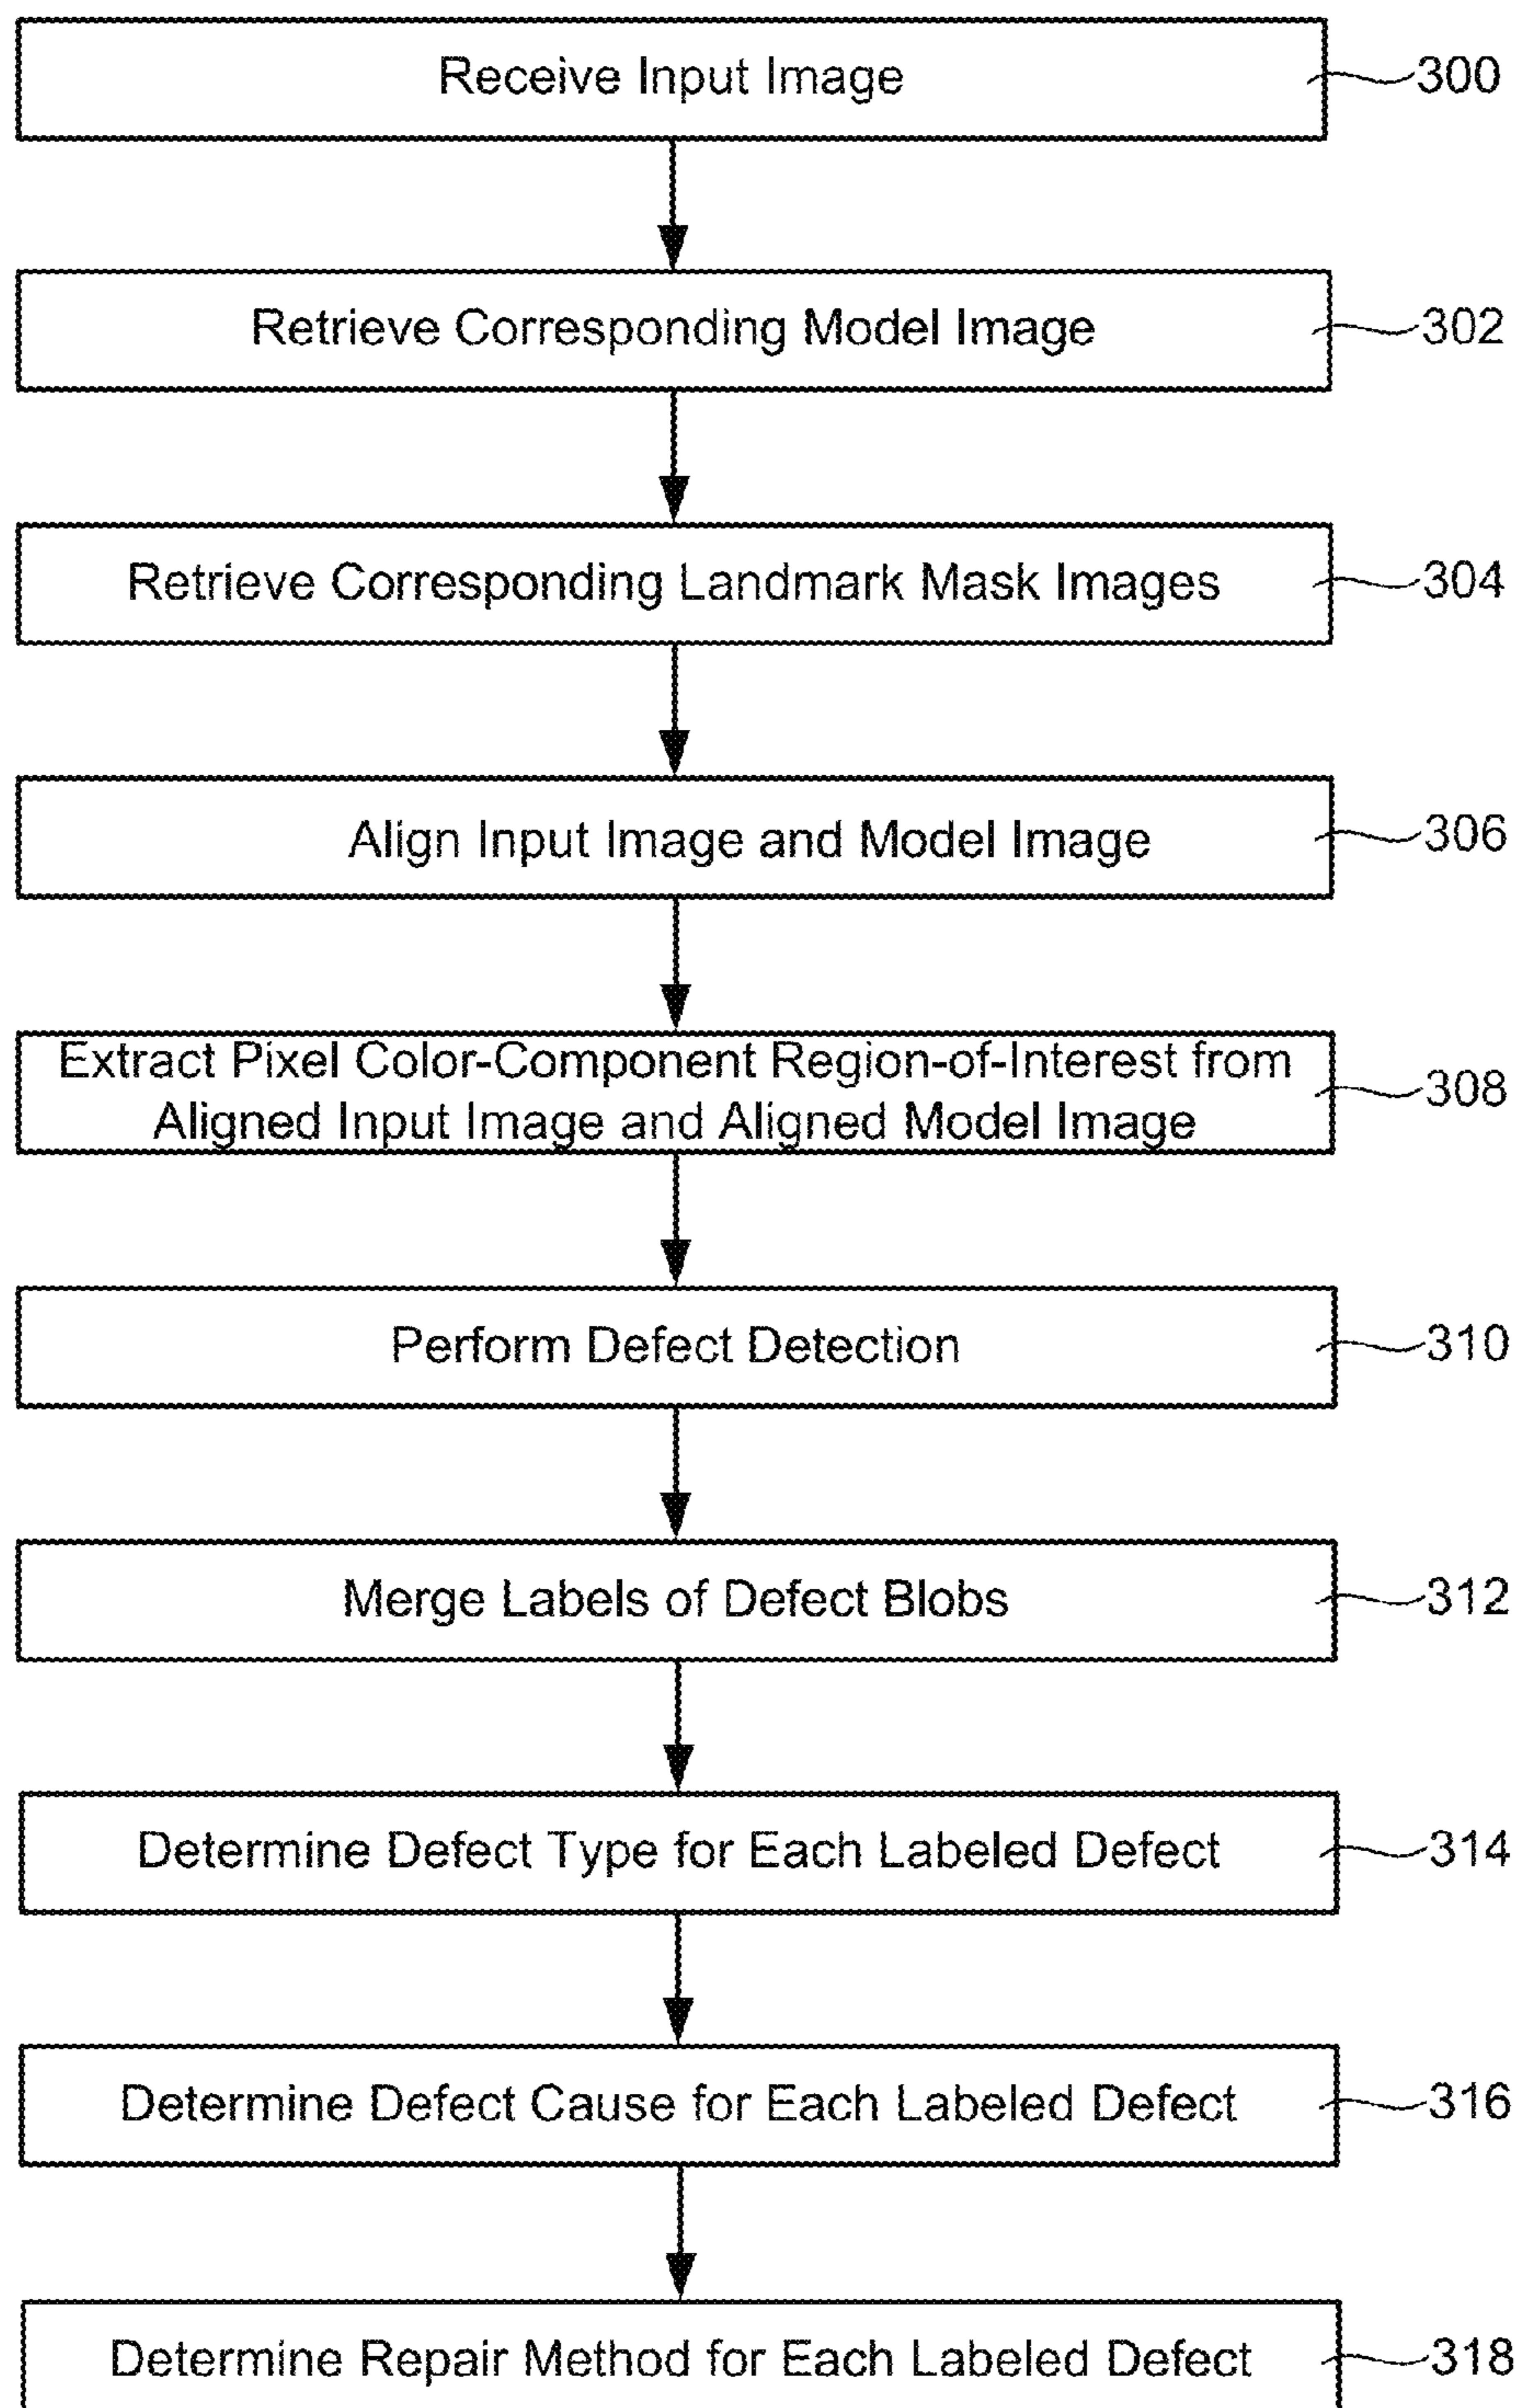 Receive Input Image
300
Retrieve Corresponding Model Image
302
Retrieve Corresponding Landmark Mask Images
304
Align Input Image and Model Image
306
Extract Pixel Color-Component Region-of-Interest from
Aligned Input Image and Aligned Model Image
308
Perform Defect Detection
310
Merge Labels of Defect Blobs
312
Determine Defect Type for Each Labeled Defect
314
Determine Defect Cause for Each Labeled Defect
316
Determine Repair Method for Each Labeled Defect
318